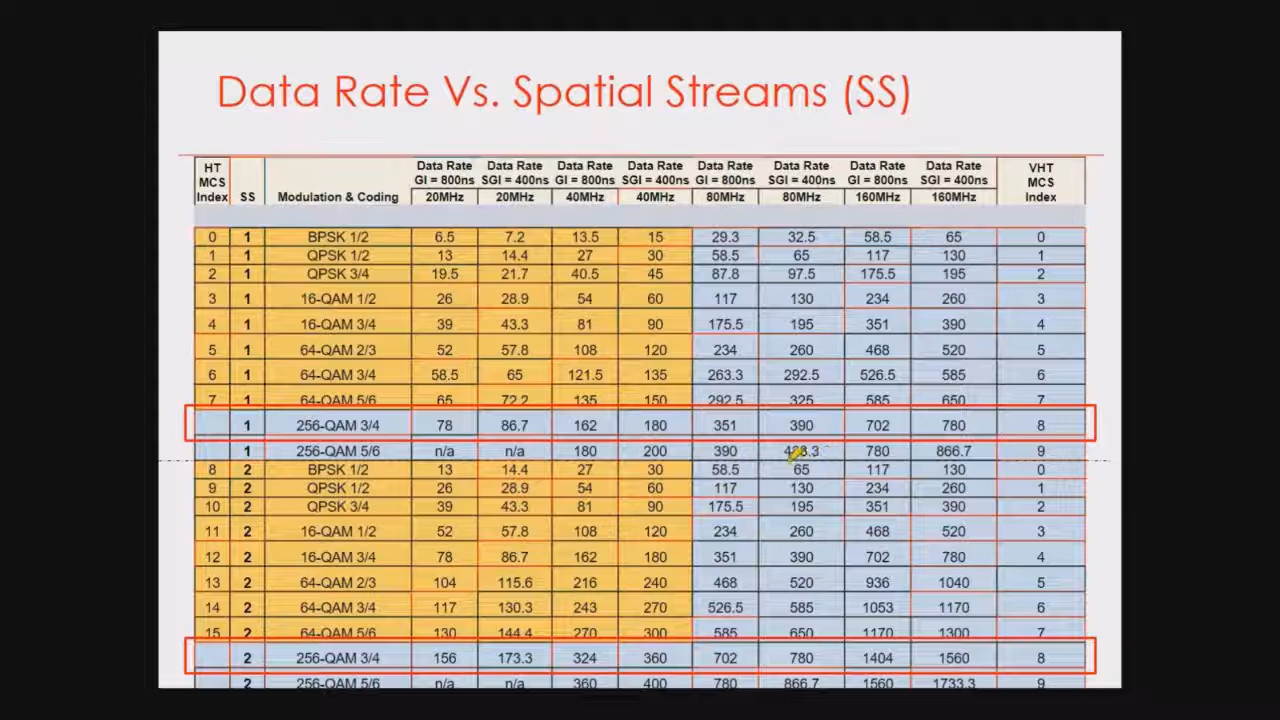 Data Rate Vs. Spatial Streams (SS)
HT MCS Index SS Modulation & Coding Data Rate GI = 800ns 20MHz Data Rate SGI = 400ns 20MHz Data Rate GI = 800ns 40MHz Data Rate SGI = 400ns 40MHz Data Rate GI = 800ns 80MHz Data Rate SGI = 400ns 80MHz Data Rate GI = 800ns 160MHz Data Rate SGI = 400ns 160MHz VHT MCS Index
0 1 BPSK 1/2 6.5 7.2 13.5 15 29.3 32.5 58.5 65 0
1 1 QPSK 1/2 13 14.4 27 30 58.5 65 117 130 1
2 1 QPSK 3/4 19.5 21.7 40.5 45 87.8 97.5 175.5 195 2
3 1 16-QAM 1/2 26 28.9 54 60 117 130 234 260 3
4 1 16-QAM 3/4 39 43.3 81 90 175.5 195 351 390 4
5 1 64-QAM 2/3 52 57.8 108 120 234 260 468 520 5
6 1 64-QAM 3/4 58.5 65 121.5 135 263.3 292.5 526.5 585 6
7 1 64-QAM 5/6 65 72.2 135 150 292.5 325 585 650 7
1 256-QAM 3/4 78 86.7 162 180 351 390 702 780 8
1 256-QAM 5/6 n/a n/a 180 200 390 780 866.7 9
8 2 BPSK 1/2 13 14.4 27 30 58.5 65 117 130 0
9 2 QPSK 1/2 26 28.9 54 60 117 130 234 260 1
10 2 QPSK 3/4 39 43.3 81 90 175.5 195 351 390 2
11 2 16-QAM 1/2 52 57.8 108 120 234 260 468 520 3
12 2 16-QAM 3/4 78 86.7 162 180 351 390 702 780 4
13 2 64-QAM 2/3 104 115.6 216 240 468 520 936 1040 5
14 2 64-QAM 3/4 117 130.3 243 270 526.5 585 1053 1170 6
15 2 64-QAM 5/6 130 144.4 270 300 585 650 1170 1300 7
2 256-QAM 3/4 156 173.3 324 360 702 780 1404 1560 8
2 256-QAM 5/6 n/a n/a 360 400 780 866.7 1560 1733.3 9